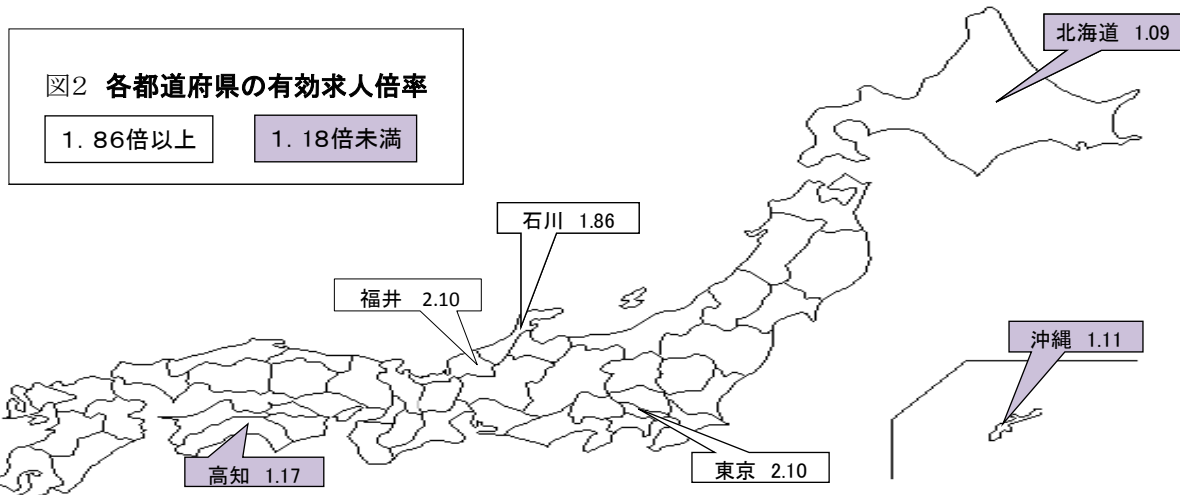 図2 各都道府県の有効求人倍率
1.86倍以上
1.18倍未満
北海道 1.09
石川 1.86
福井 2.10
沖縄 1.11
高知 1.17
東京 2.10